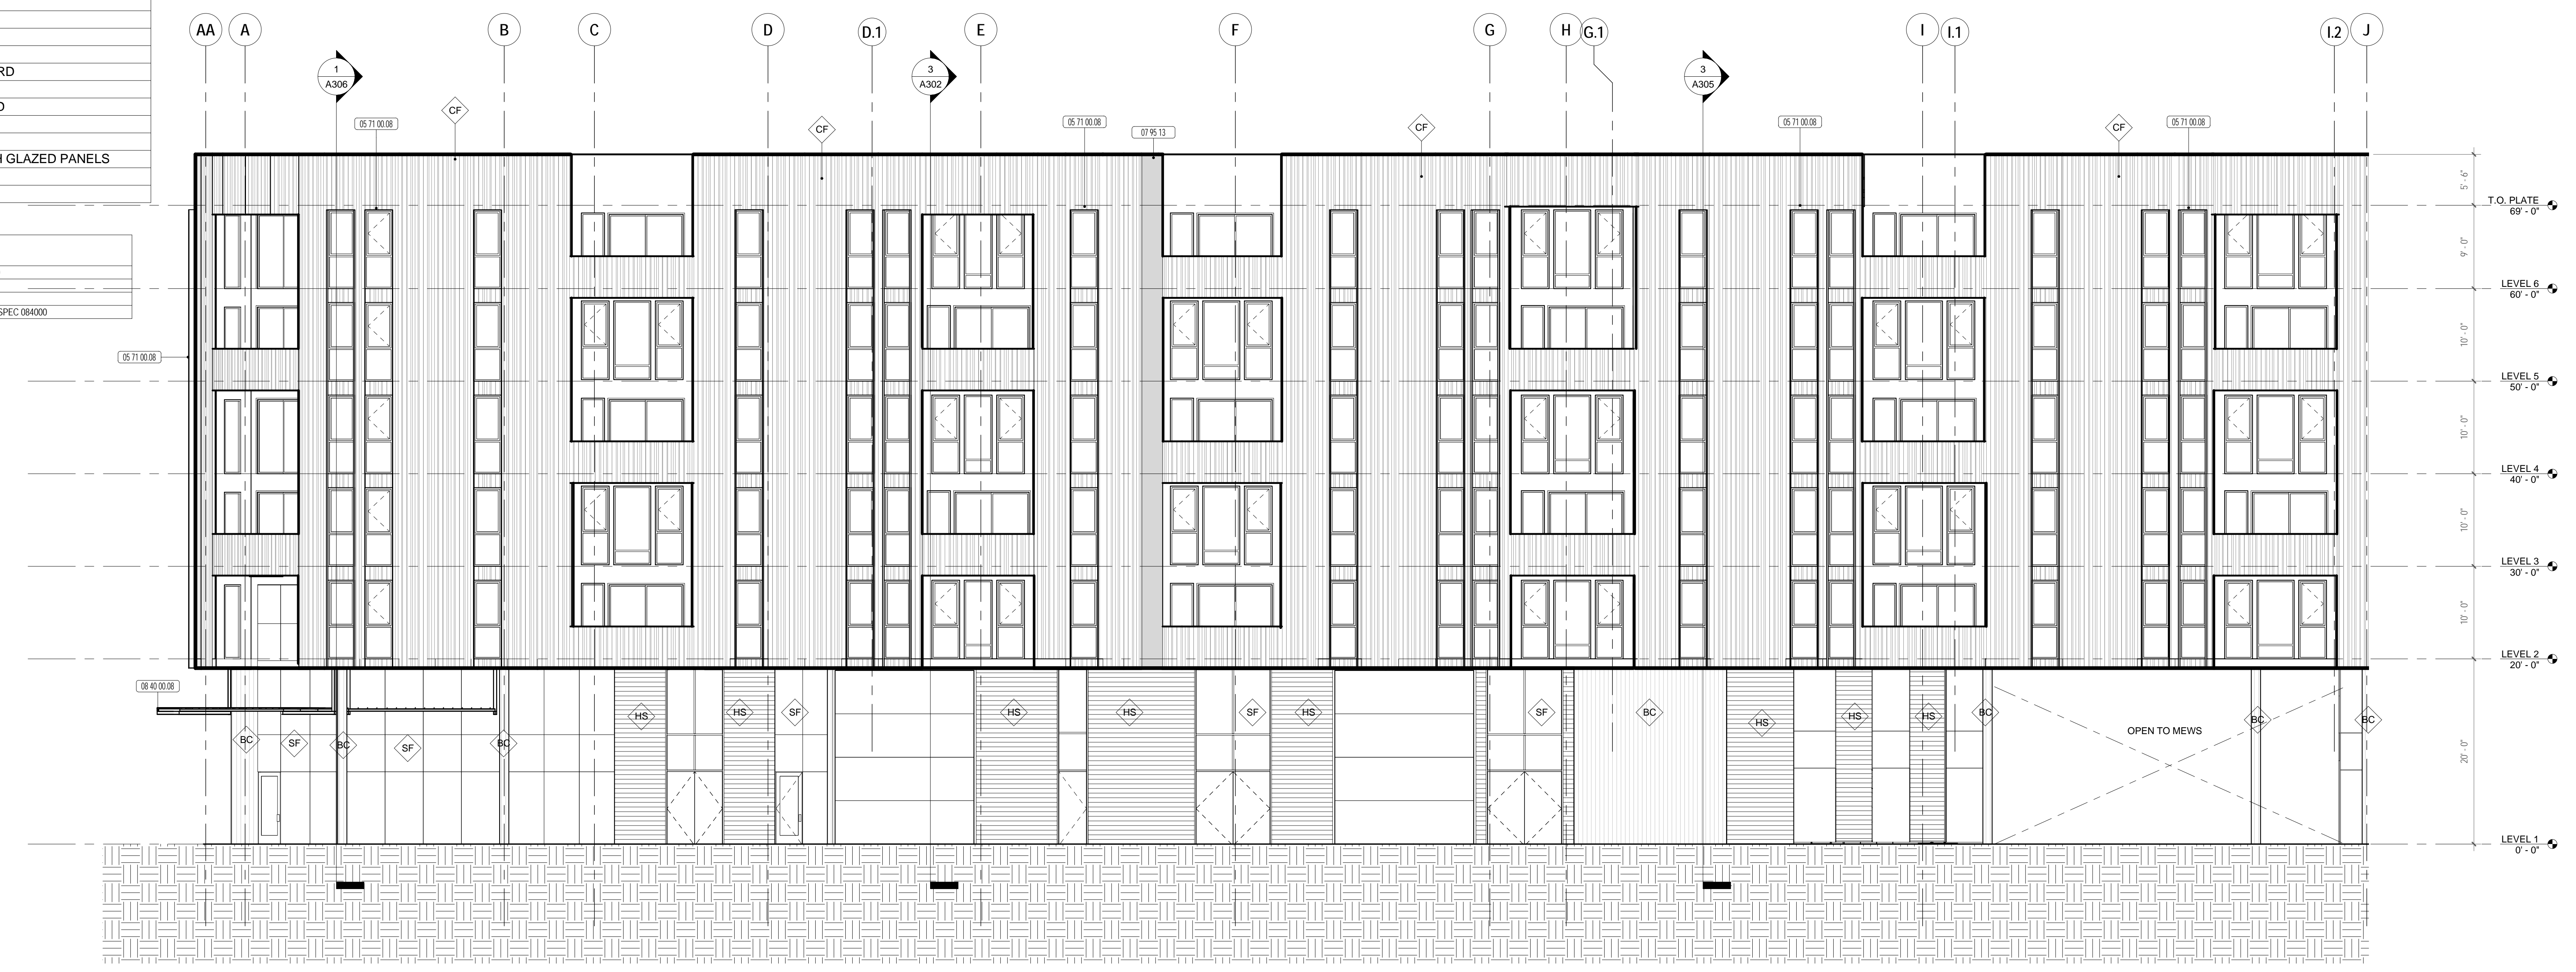 RD
D
H GLAZED PANELS
SPEC 084000
AA
A
B
C
D
D.1
E
F
G
H
G.1
I
I.1
I.2
J
1
A306
3
A302
3
A305
CF
05 71 00.08
CF
05 71 00.08
07 95 13
CF
05 71 00.08
CF
05 71 00.08
5' - 6"
T.O. PLATE
69' - 0"
9' - 0"
LEVEL 6
60' - 0"
05 71 00.08
10' - 0"
LEVEL 5
50' - 0"
10' - 0"
LEVEL 4
40' - 0"
10' - 0"
LEVEL 3
30' - 0"
10' - 0"
LEVEL 2
20' - 0"
08 40 00.08
BC
SF
BC
SF
BC
HS
HS
SF
HS
HS
SF
HS
SF
BC
HS
HS
HS
BC
OPEN TO MEWS
BC
BC
20' - 0"
LEVEL 1
0' - 0"